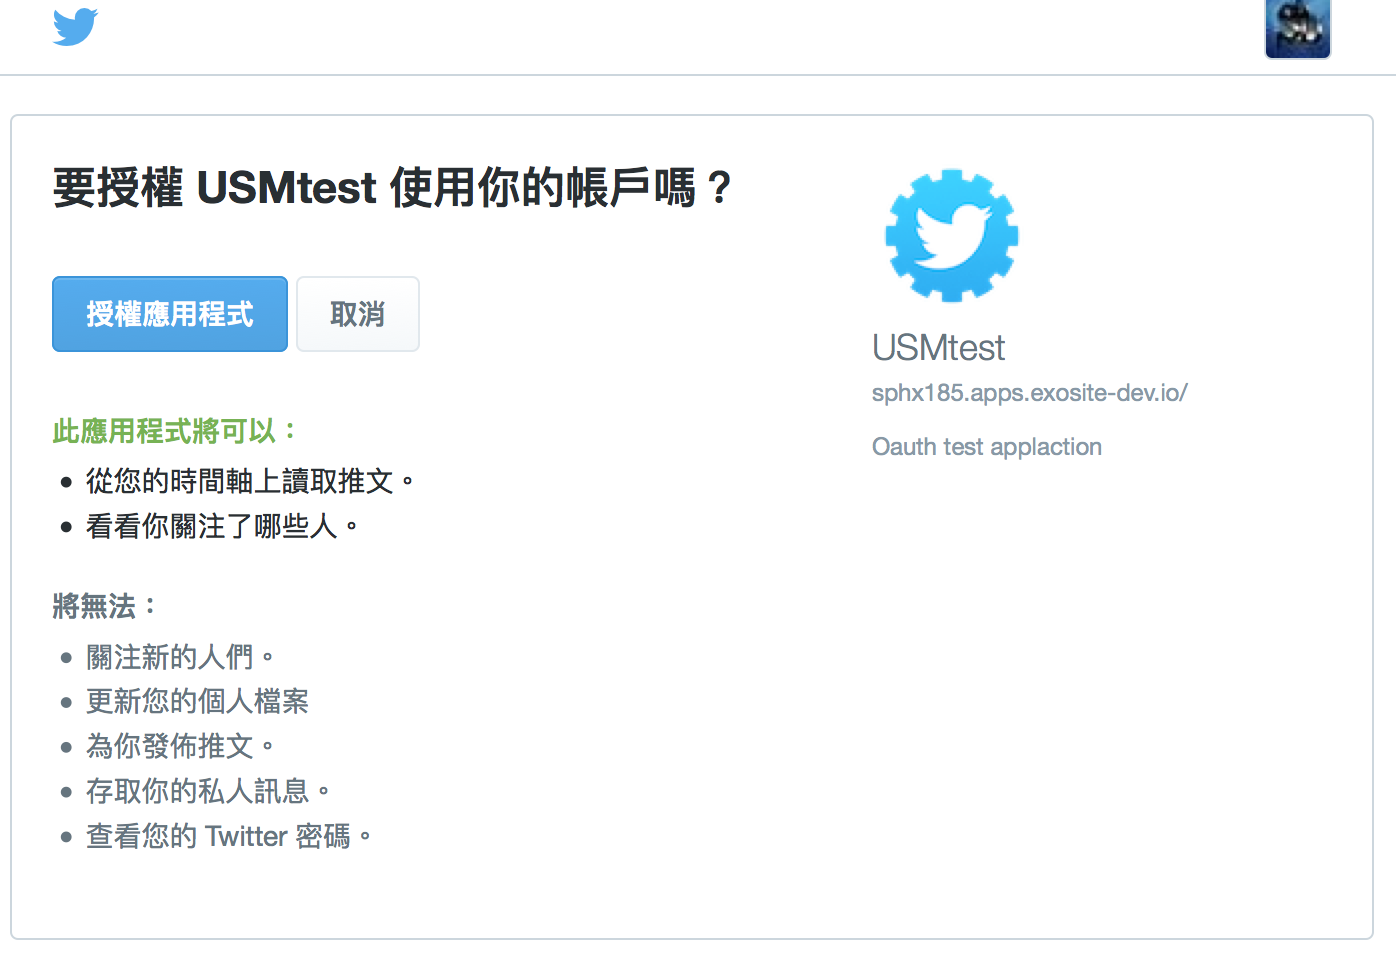 要授權 USMtest 使用你的帳戶嗎？
授權應用程式
取消
此應用程式將可以：
從您的時間軸上讀取推文。
看看你關注了哪些人。
將無法：
關注新的人們。
更新您的個人檔案
為你發佈推文。
存取你的私人訊息。
查看您的 Twitter 密碼。
USMtest
sphx185.apps.exosite-dev.io/
Oauth test applaction